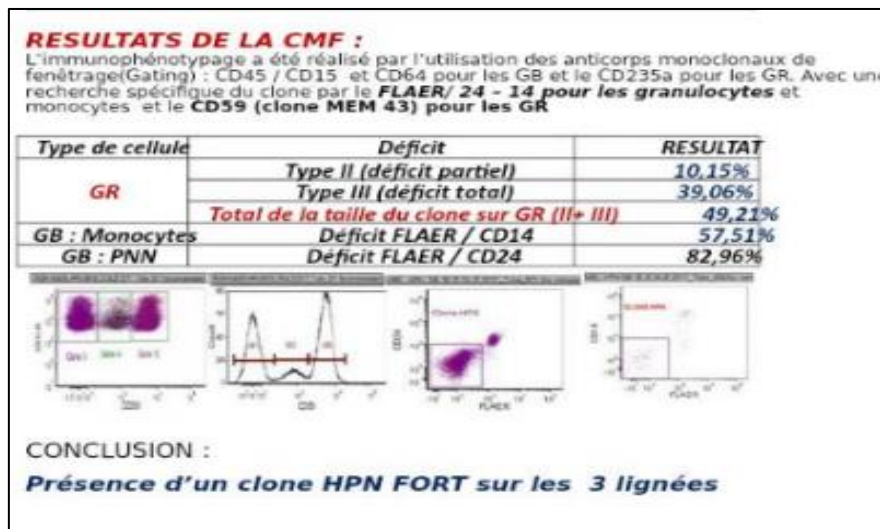 RESULTATS DE LA CMF :
L'immunophénotypage a été réalisé par l'utilisation des anticorps monoclonaux de
fenêtrage(Gating) : CD45 / CD15 et CD64 pour les GB et le CD235a pour les GR. Avec une
recherche spécifique du clone par le FLAER/ 24 – 14 pour les granulocytes et
monocytes et le CD59 (clone MEM 43) pour les GR
Type de cellule Déficit RESULTAT
GR
Type II (déficit partiel) 10,15%
Type III (déficit total) 39,06%
Total de la taille du clone sur GR (II+ III) 49,21%
GB : Monocytes Déficit FLAER / CD14 57,51%
GB : PNN Déficit FLAER / CD24 82,96%
Clone HPN
FLAER
FLAER
CONCLUSION :
Présence d'un clone HPN FORT sur les 3 lignées